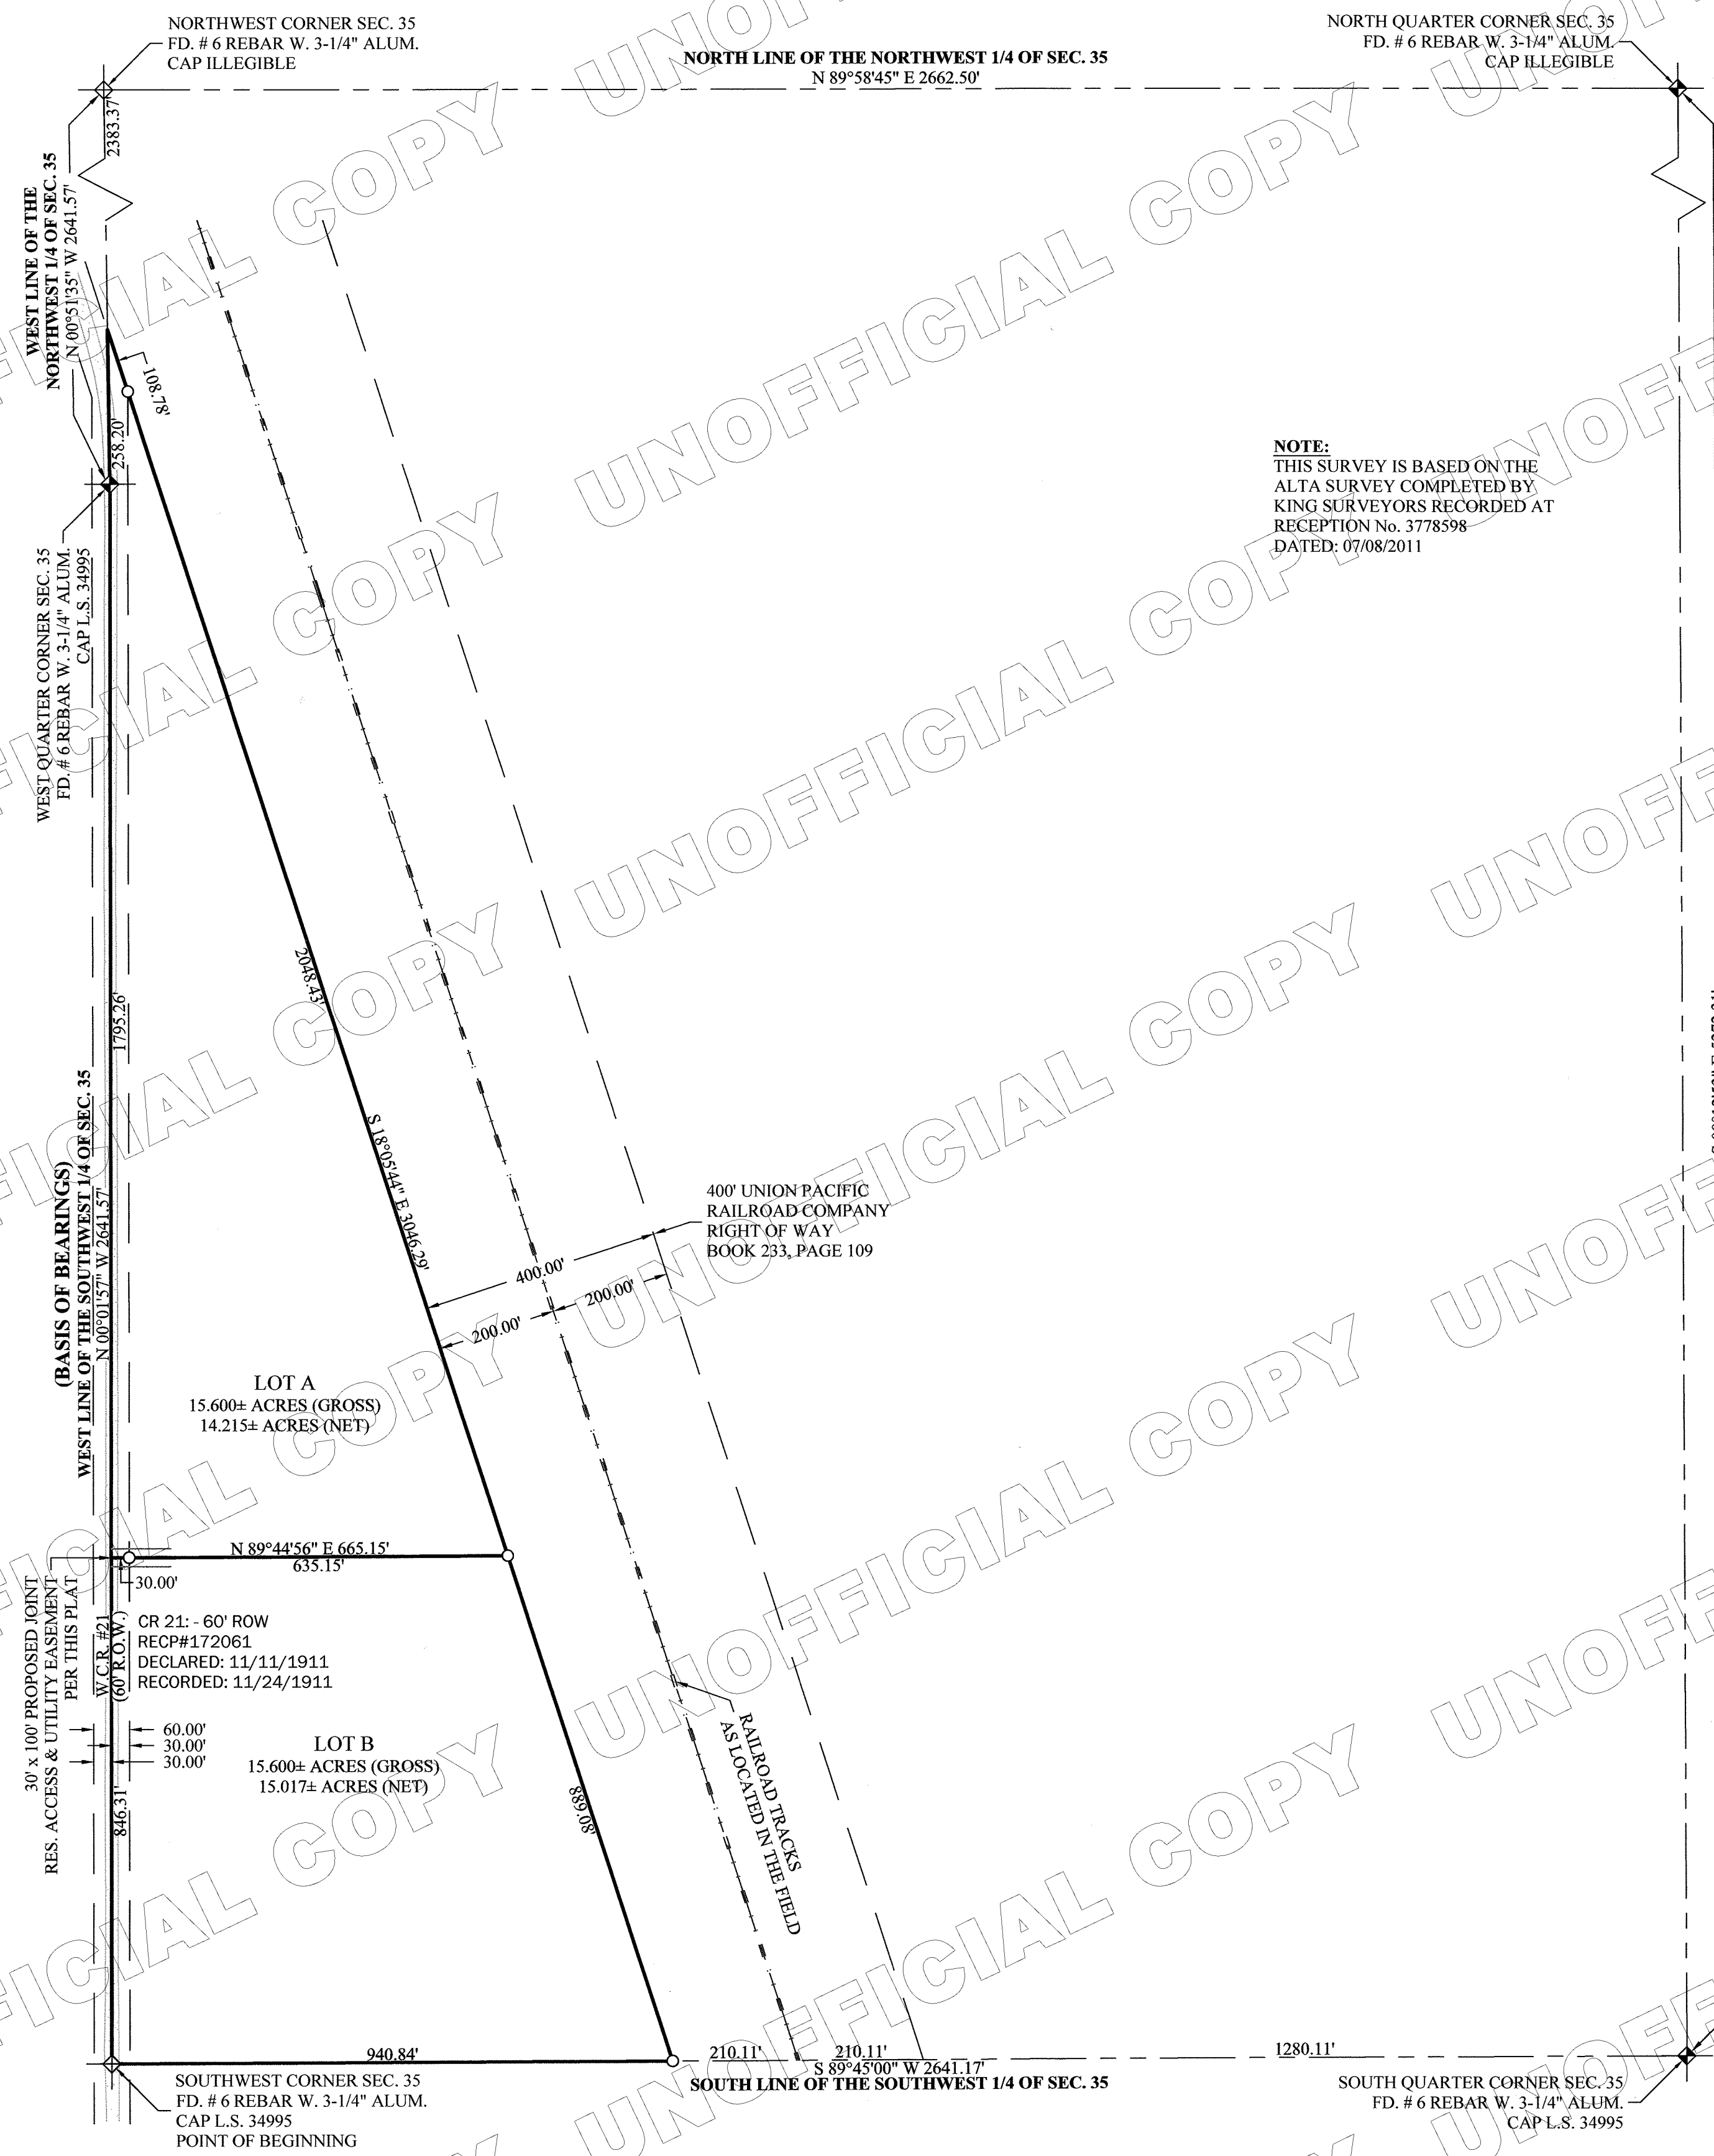 NORTHWEST CORNER SEC. 35
FD. # 6 REBAR W. 3-1/4" ALUM.
CAP ILLEGIBLE
NORTH LINE OF THE NORTHWEST 1/4 OF SEC. 35
N 89°58'45" E 2662.50'
NORTH QUARTER CORNER SEC. 35
FD. # 6 REBAR W. 3-1/4" ALUM.
CAP ILLEGIBLE
2383.37'
WEST LINE OF THE
NORTHWEST 1/4 OF SEC. 35
N 00°51'35" W 2641.57'
108.78'
258.20'
NOTE:
THIS SURVEY IS BASED ON THE
ALTA SURVEY COMPLETED BY
KING SURVEYORS RECORDED AT
RECEPTION No. 3778598
DATED: 07/08/2011
WEST QUARTER CORNER SEC. 35
FD. # 6 REBAR W. 3-1/4" ALUM.
CAP L.S. 34995
2048.43'
1795.26'
(BASIS OF BEARINGS)
WEST LINE OF THE SOUTHWEST 1/4 OF SEC. 35
N 00°01'57" W 2641.57'
S 18°05'44" E 3046.29'
400' UNION PACIFIC
RAILROAD COMPANY
RIGHT OF WAY
BOOK 233, PAGE 109
400.00'
200.00'
200.00'
LOT A
15.600± ACRES (GROSS)
14.215± ACRES (NET)
N 89°44'56" E 665.15'
635.15'
30.00'
30' x 100' PROPOSED JOINT
RES. ACCESS & UTILITY EASEMENT
PER THIS PLAT
W.C.R. #21
(60' R.O.W.)
CR 21: - 60' ROW
RECP#172061
DECLARED: 11/11/1911
RECORDED: 11/24/1911
60.00'
30.00'
30.00'
LOT B
15.600± ACRES (GROSS)
15.017± ACRES (NET)
846.31'
889.08'
RAILROAD TRACKS
AS LOCATED IN THE FIELD
940.84'
210.11'
210.11'
1280.11'
S 89°45'00" W 2641.17'
SOUTH LINE OF THE SOUTHWEST 1/4 OF SEC. 35
SOUTHWEST CORNER SEC. 35
FD. # 6 REBAR W. 3-1/4" ALUM.
CAP L.S. 34995
POINT OF BEGINNING
SOUTH QUARTER CORNER SEC. 35
FD. # 6 REBAR W. 3-1/4" ALUM.
CAP L.S. 34995
UNOFFICIAL COPY